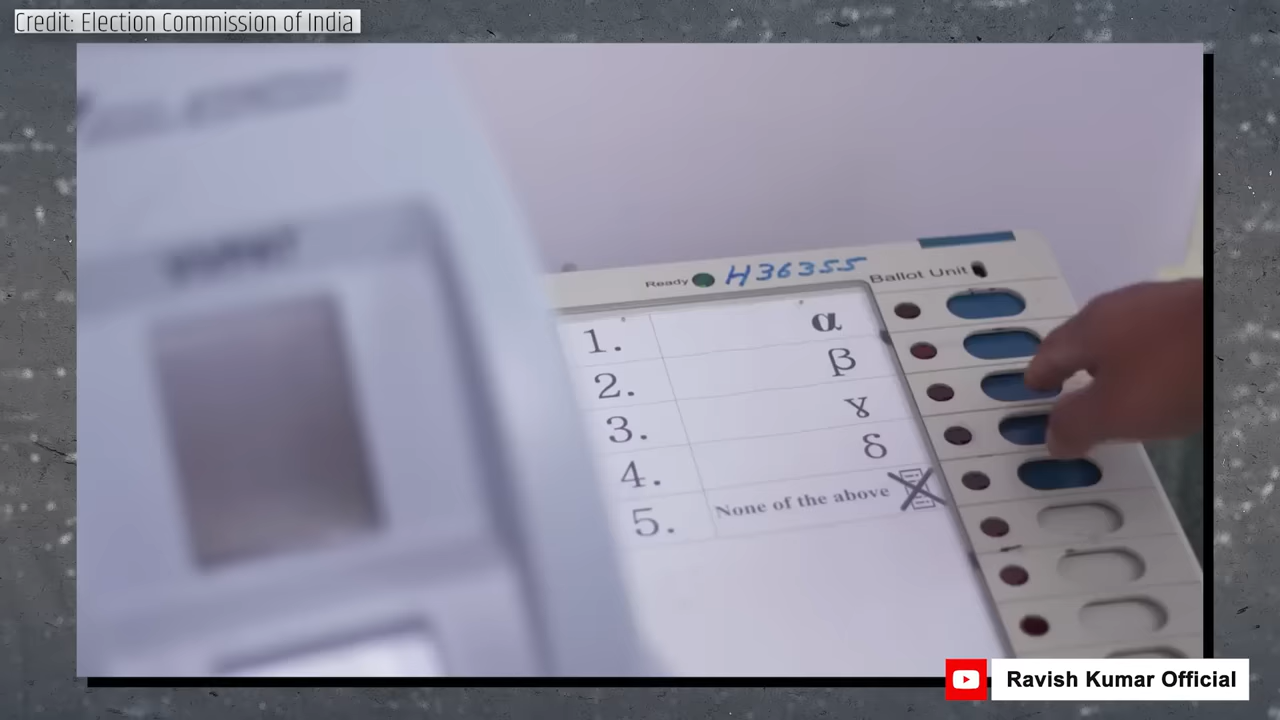 Credit: Election Commission of India
Ready H36355 Ballot Unit
1. α
2. β
3. γ
4. δ
5. None of the above
Ravish Kumar Official